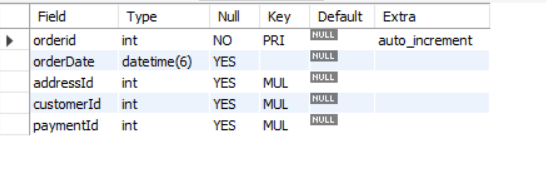 Field Type Null Key Default Extra
orderid int NO PRI NULL auto_increment
orderDate datetime(6) YES NULL
addressId int YES MUL NULL
customerId int YES MUL NULL
paymentId int YES MUL NULL